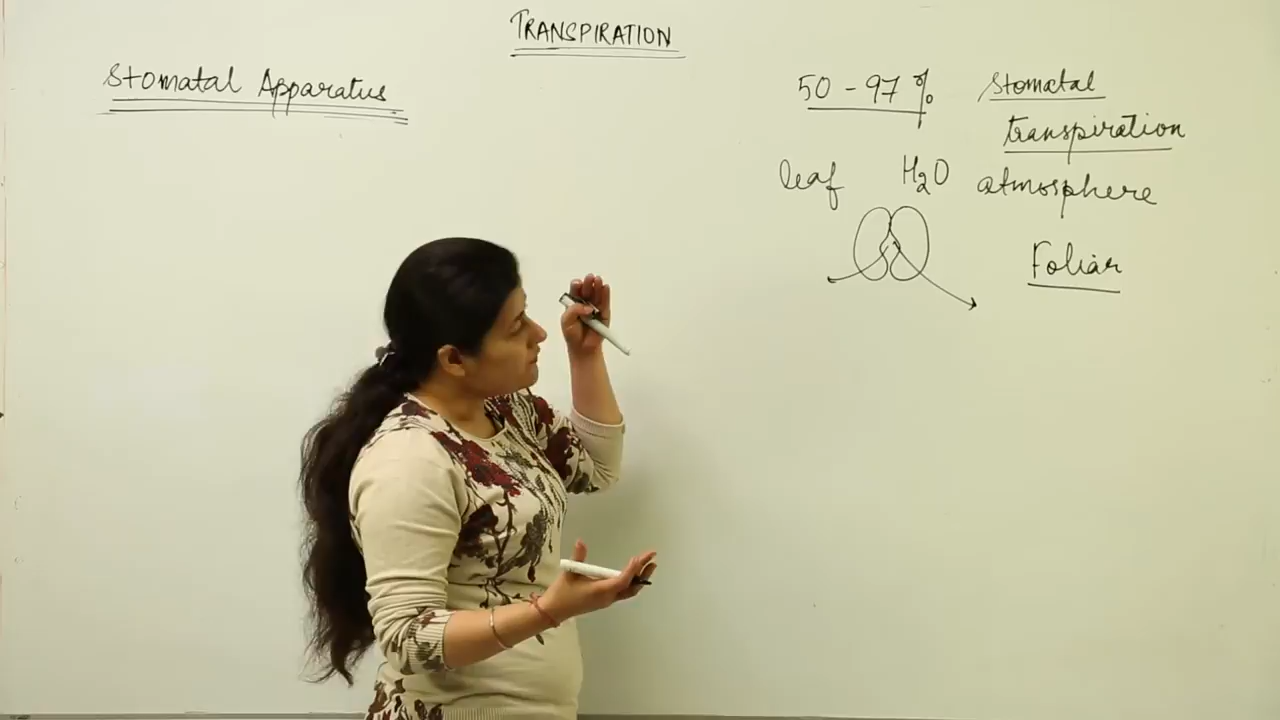 TRANSPIRATION
Stomatal Apparatus
50 - 97 % stomatal
transpiration
leaf H2O atmosphere
Foliar